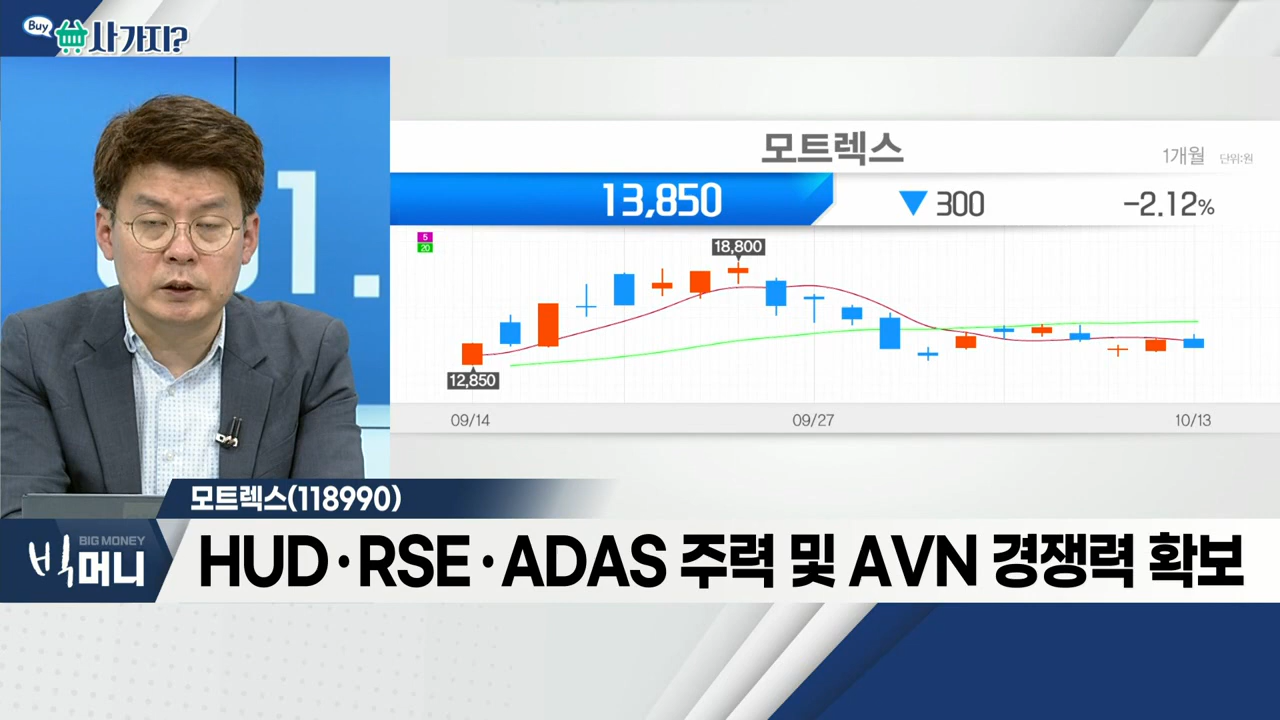 Buy
사가지?
모트렉스
1개월 단위:원
13,850 ▼ 300 -2.12%
5
20
18,800
12,850
09/14 09/27 10/13
1.
모트렉스(118990)
BIG MONEY
빅머니
HUD·RSE·ADAS 주력 및 AVN 경쟁력 확보